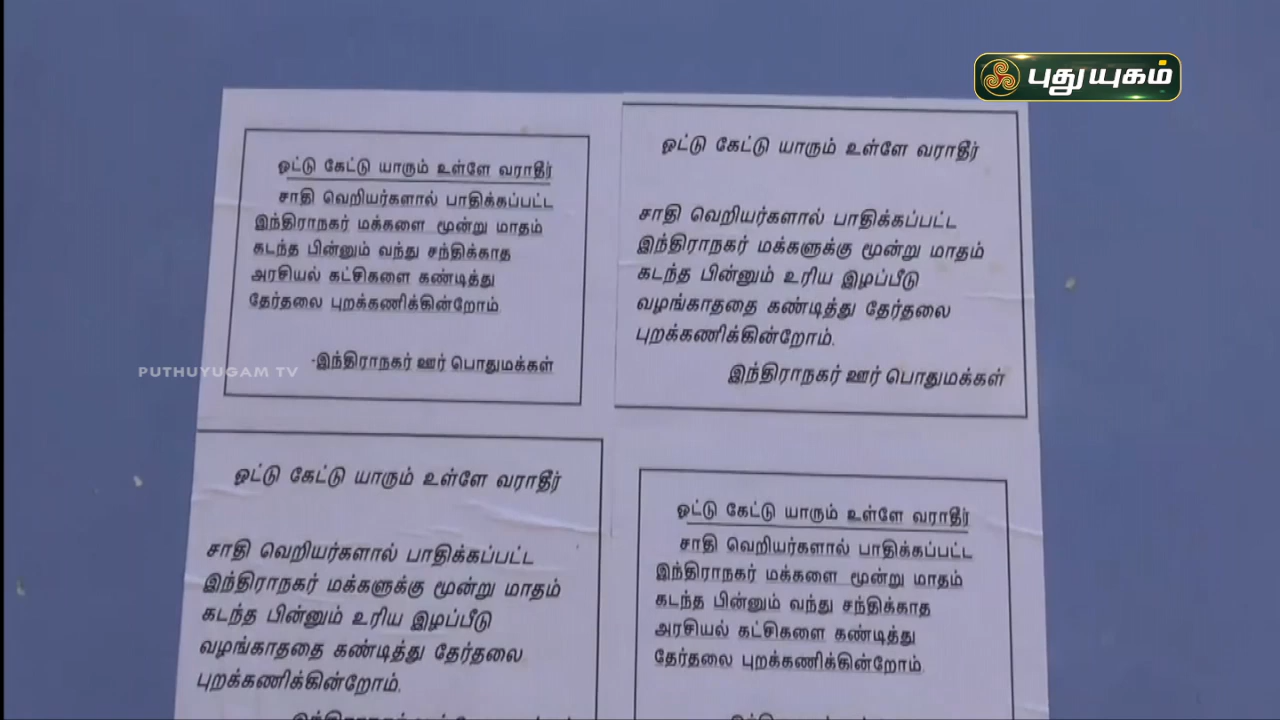 புதுயுகம்
ஓட்டு கேட்டு யாரும் உள்ளே வராதீர்
சாதி வெறியர்களால் பாதிக்கப்பட்ட
இந்திராநகர் மக்களை மூன்று மாதம்
கடந்த பின்னும் வந்து சந்திக்காத
அரசியல் கட்சிகளை கண்டித்து
தேர்தலை புறக்கணிக்கின்றோம்
-இந்திராநகர் ஊர் பொதுமக்கள்
ஓட்டு கேட்டு யாரும் உள்ளே வராதீர்
சாதி வெறியர்களால் பாதிக்கப்பட்ட
இந்திராநகர் மக்களுக்கு மூன்று மாதம்
கடந்த பின்னும் உரிய இழப்பீடு
வழங்காததை கண்டித்து தேர்தலை
புறக்கணிக்கின்றோம்.
இந்திராநகர் ஊர் பொதுமக்கள்
PUTHUYUGAM TV
ஓட்டு கேட்டு யாரும் உள்ளே வராதீர்
சாதி வெறியர்களால் பாதிக்கப்பட்ட
இந்திராநகர் மக்களுக்கு மூன்று மாதம்
கடந்த பின்னும் உரிய இழப்பீடு
வழங்காததை கண்டித்து தேர்தலை
புறக்கணிக்கின்றோம்.
ஓட்டு கேட்டு யாரும் உள்ளே வராதீர்
சாதி வெறியர்களால் பாதிக்கப்பட்ட
இந்திராநகர் மக்களை மூன்று மாதம்
கடந்த பின்னும் வந்து சந்திக்காத
அரசியல் கட்சிகளை கண்டித்து
தேர்தலை புறக்கணிக்கின்றோம்